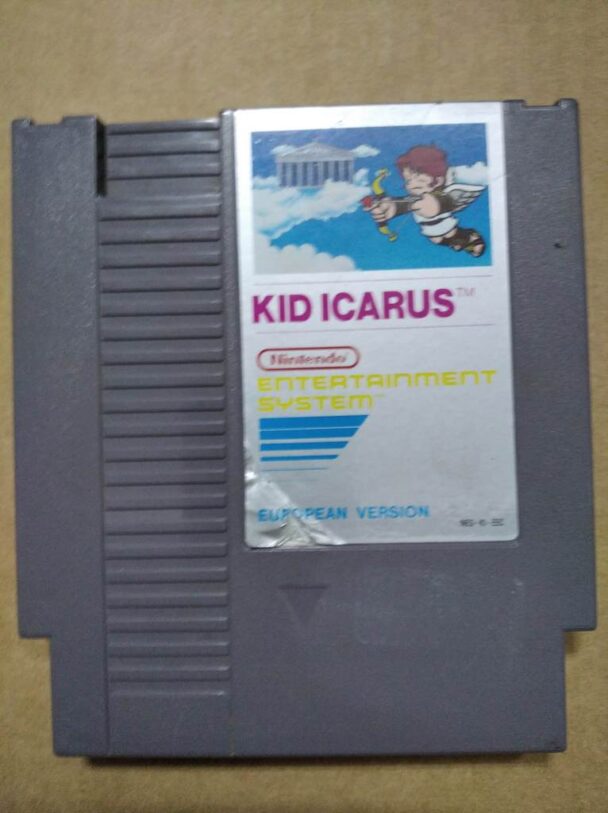 KID ICARUS™
Nintendo
ENTERTAINMENT
SYSTEM™
EUROPEAN VERSION